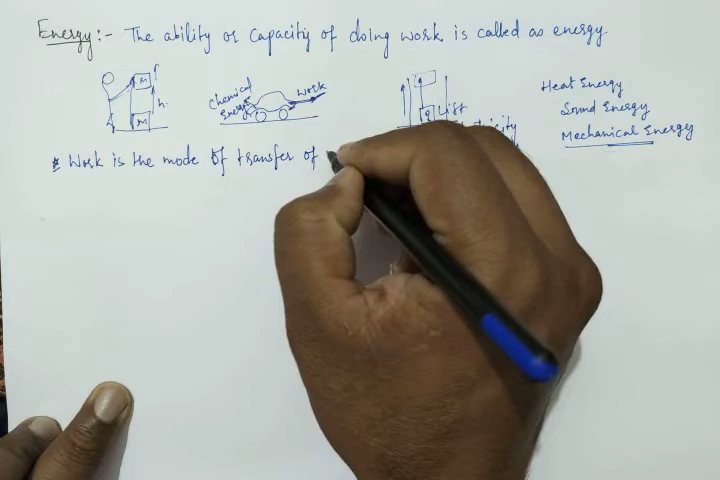 Energy:- The ability or capacity of doing work is called as energy.
M
M
h
Chemical
Energy
Work
Lift
Heat Energy
Sound Energy
Mechanical Energy
* Work is the mode of transfer of